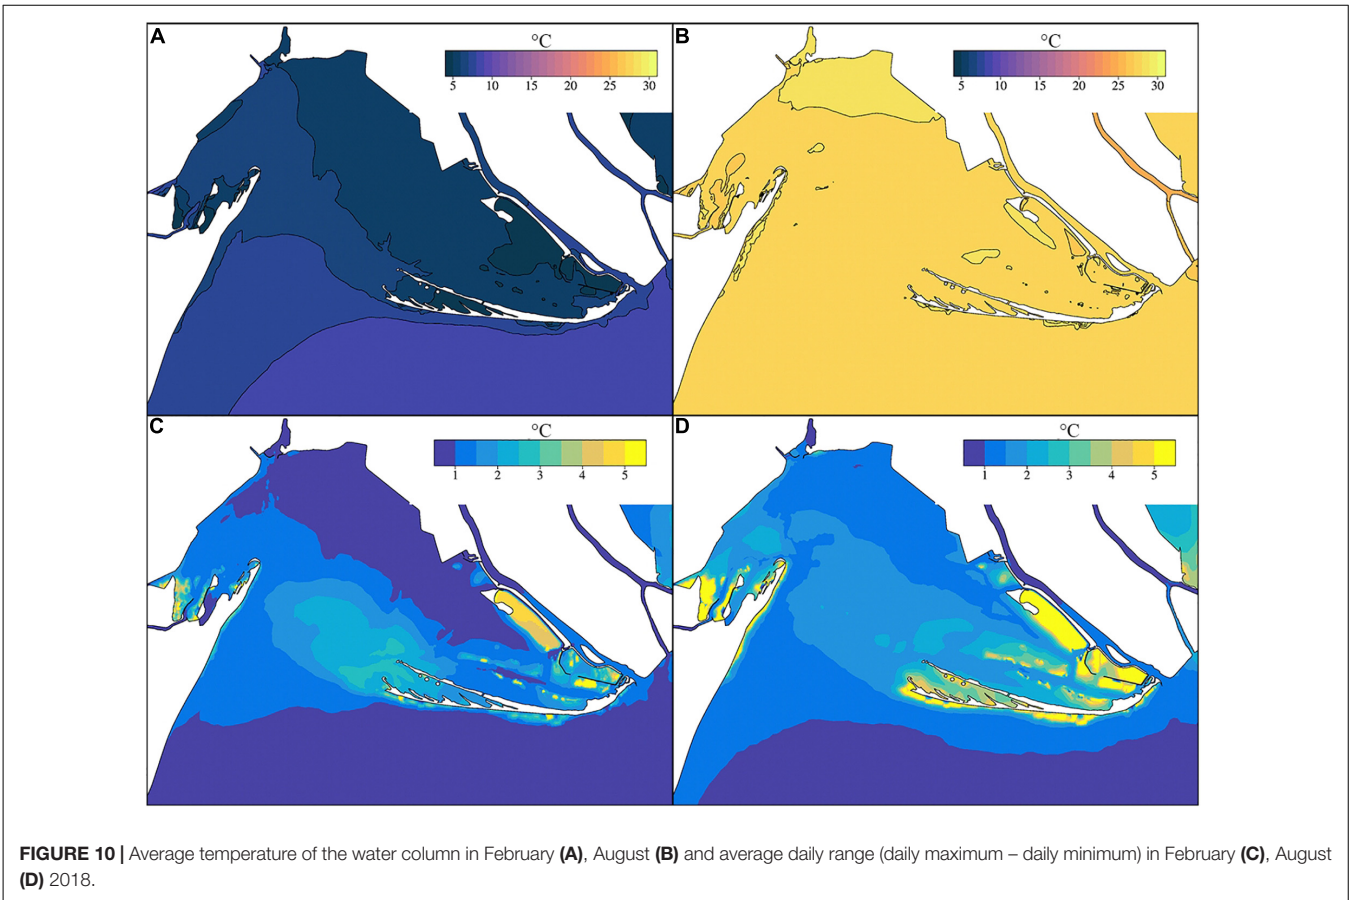 A
°C
5 10 15 20 25 30
B
°C
5 10 15 20 25 30
C
°C
1 2 3 4 5
D
°C
1 2 3 4 5
FIGURE 10 | Average temperature of the water column in February (A), August (B) and average daily range (daily maximum – daily minimum) in February (C), August
(D) 2018.